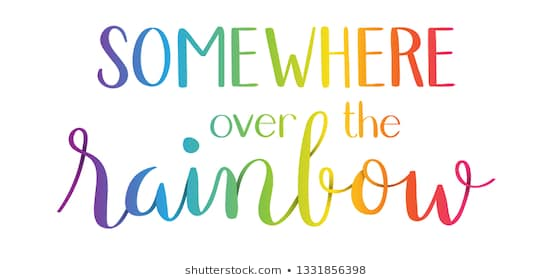 SOMEWHERE
over the
rainbow
shutterstock.com • 1331856398